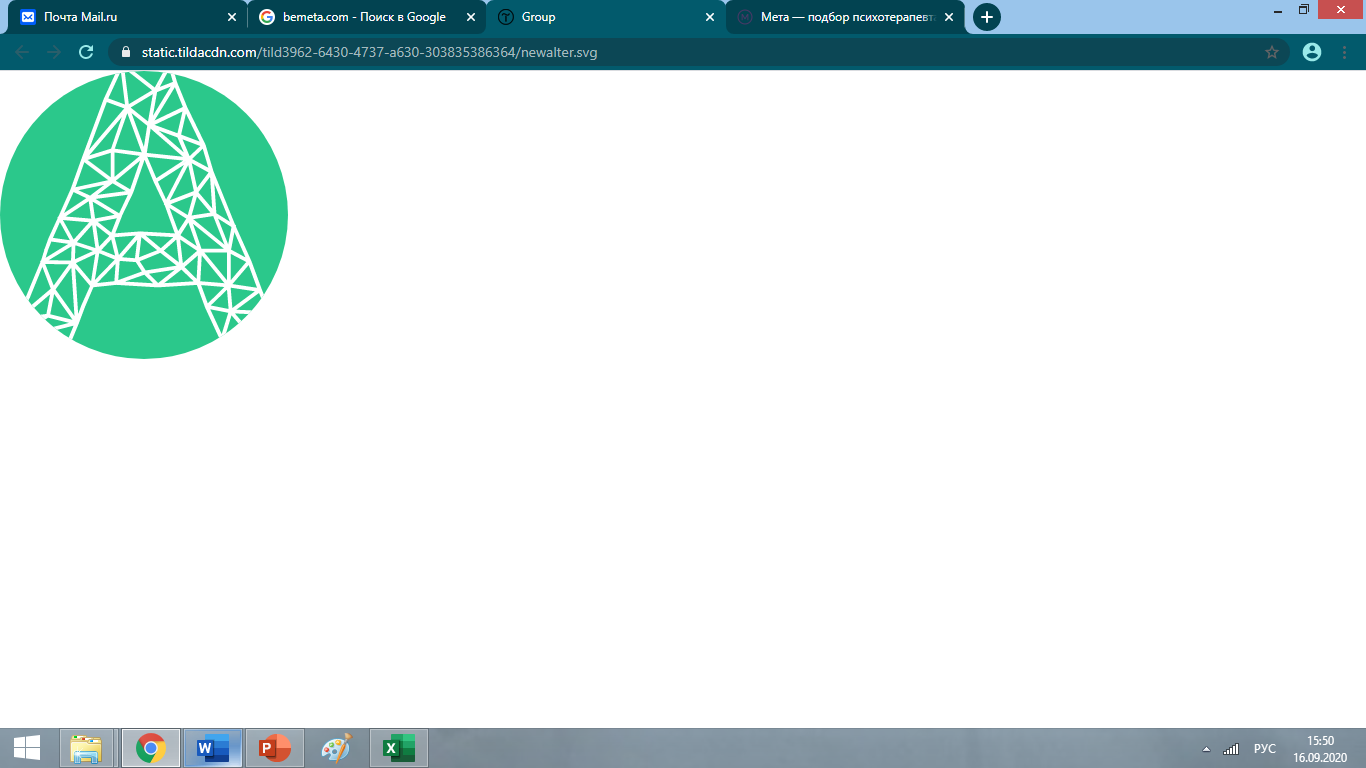 Почта Mail.ru
bemeta.com - Поиск в Google
Group
Мета — подбор психотерапевт
static.tildacdn.com/tild3962-6430-4737-a630-303835386364/newalter.svg
РУС
15:50
16.09.2020